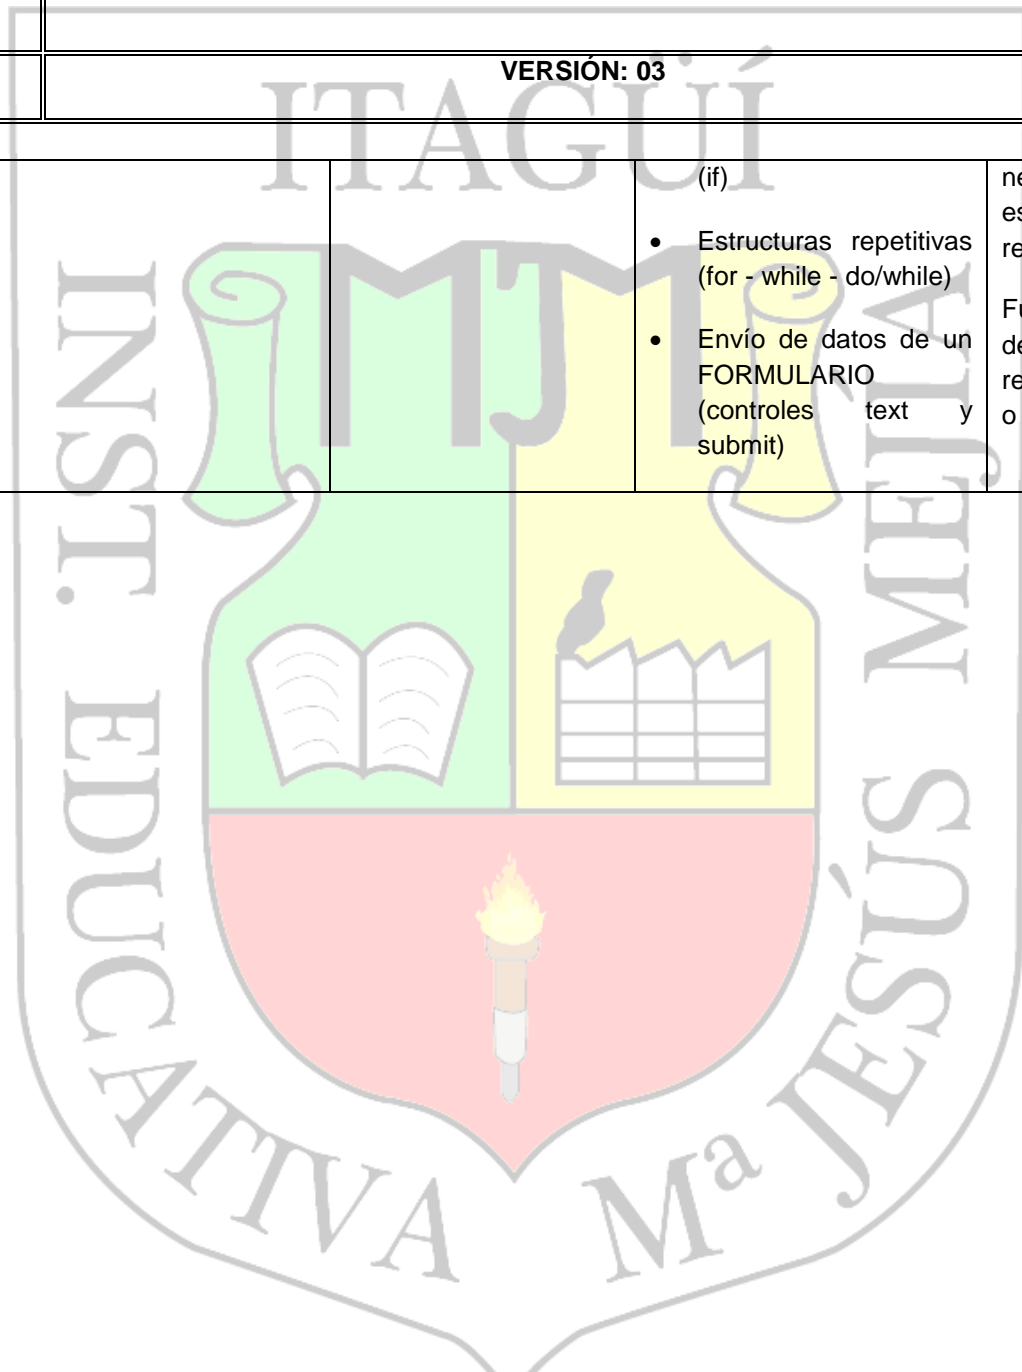 VERSIÓN: 03
ITAGÜÍ
(if)
• Estructuras repetitivas
(for - while - do/while)
• Envío de datos de un
FORMULARIO
(controles text y
submit)
o
INST. EDUCATIVA Mª JESÚS MEJÍA
MJM